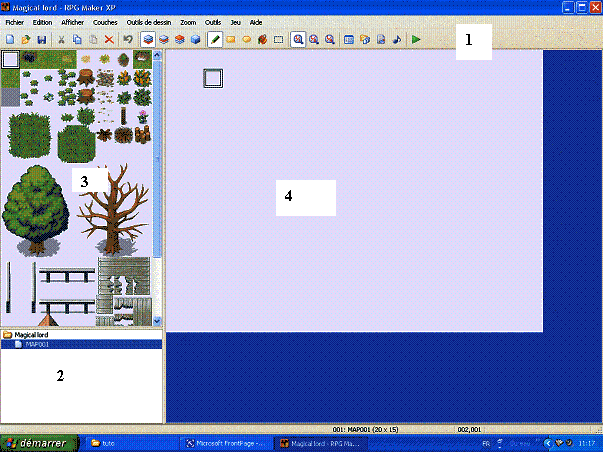 Magical lord - RPG Maker XP
Fichier Edition Afficher Couches Outils de dessin Zoom Outils Jeu Aide
1
3
4
Magical lord
MAP001
2
001: MAP001 (20 x 15) 002,001
démarrer tuto Microsoft FrontPage -... Magical lord - RPG Ma... FR 11:17